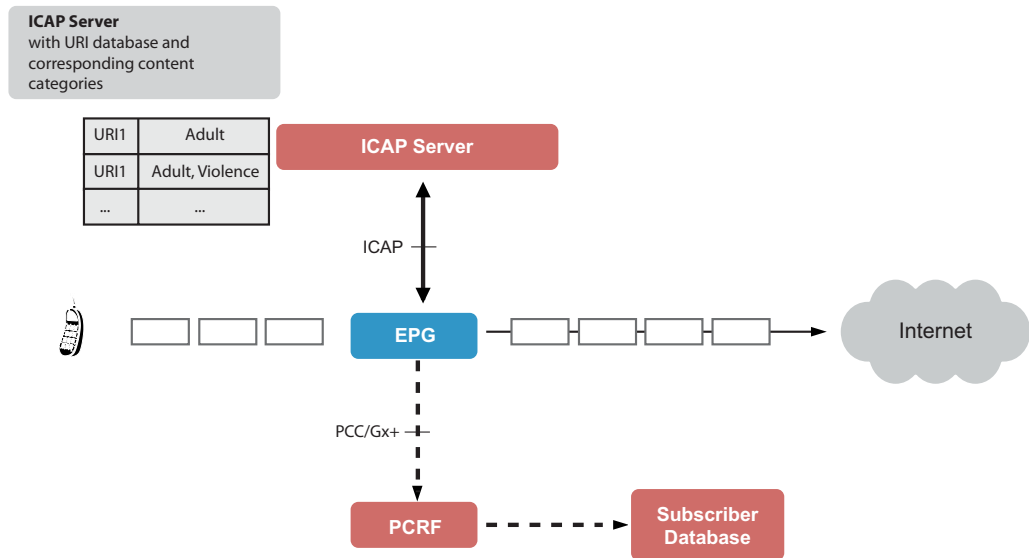 ICAP Server
with URI database and
corresponding content
categories
URI1 Adult
URI1 Adult, Violence
... ...
ICAP Server
ICAP
EPG
Internet
PCC/Gx+
PCRF
Subscriber
Database